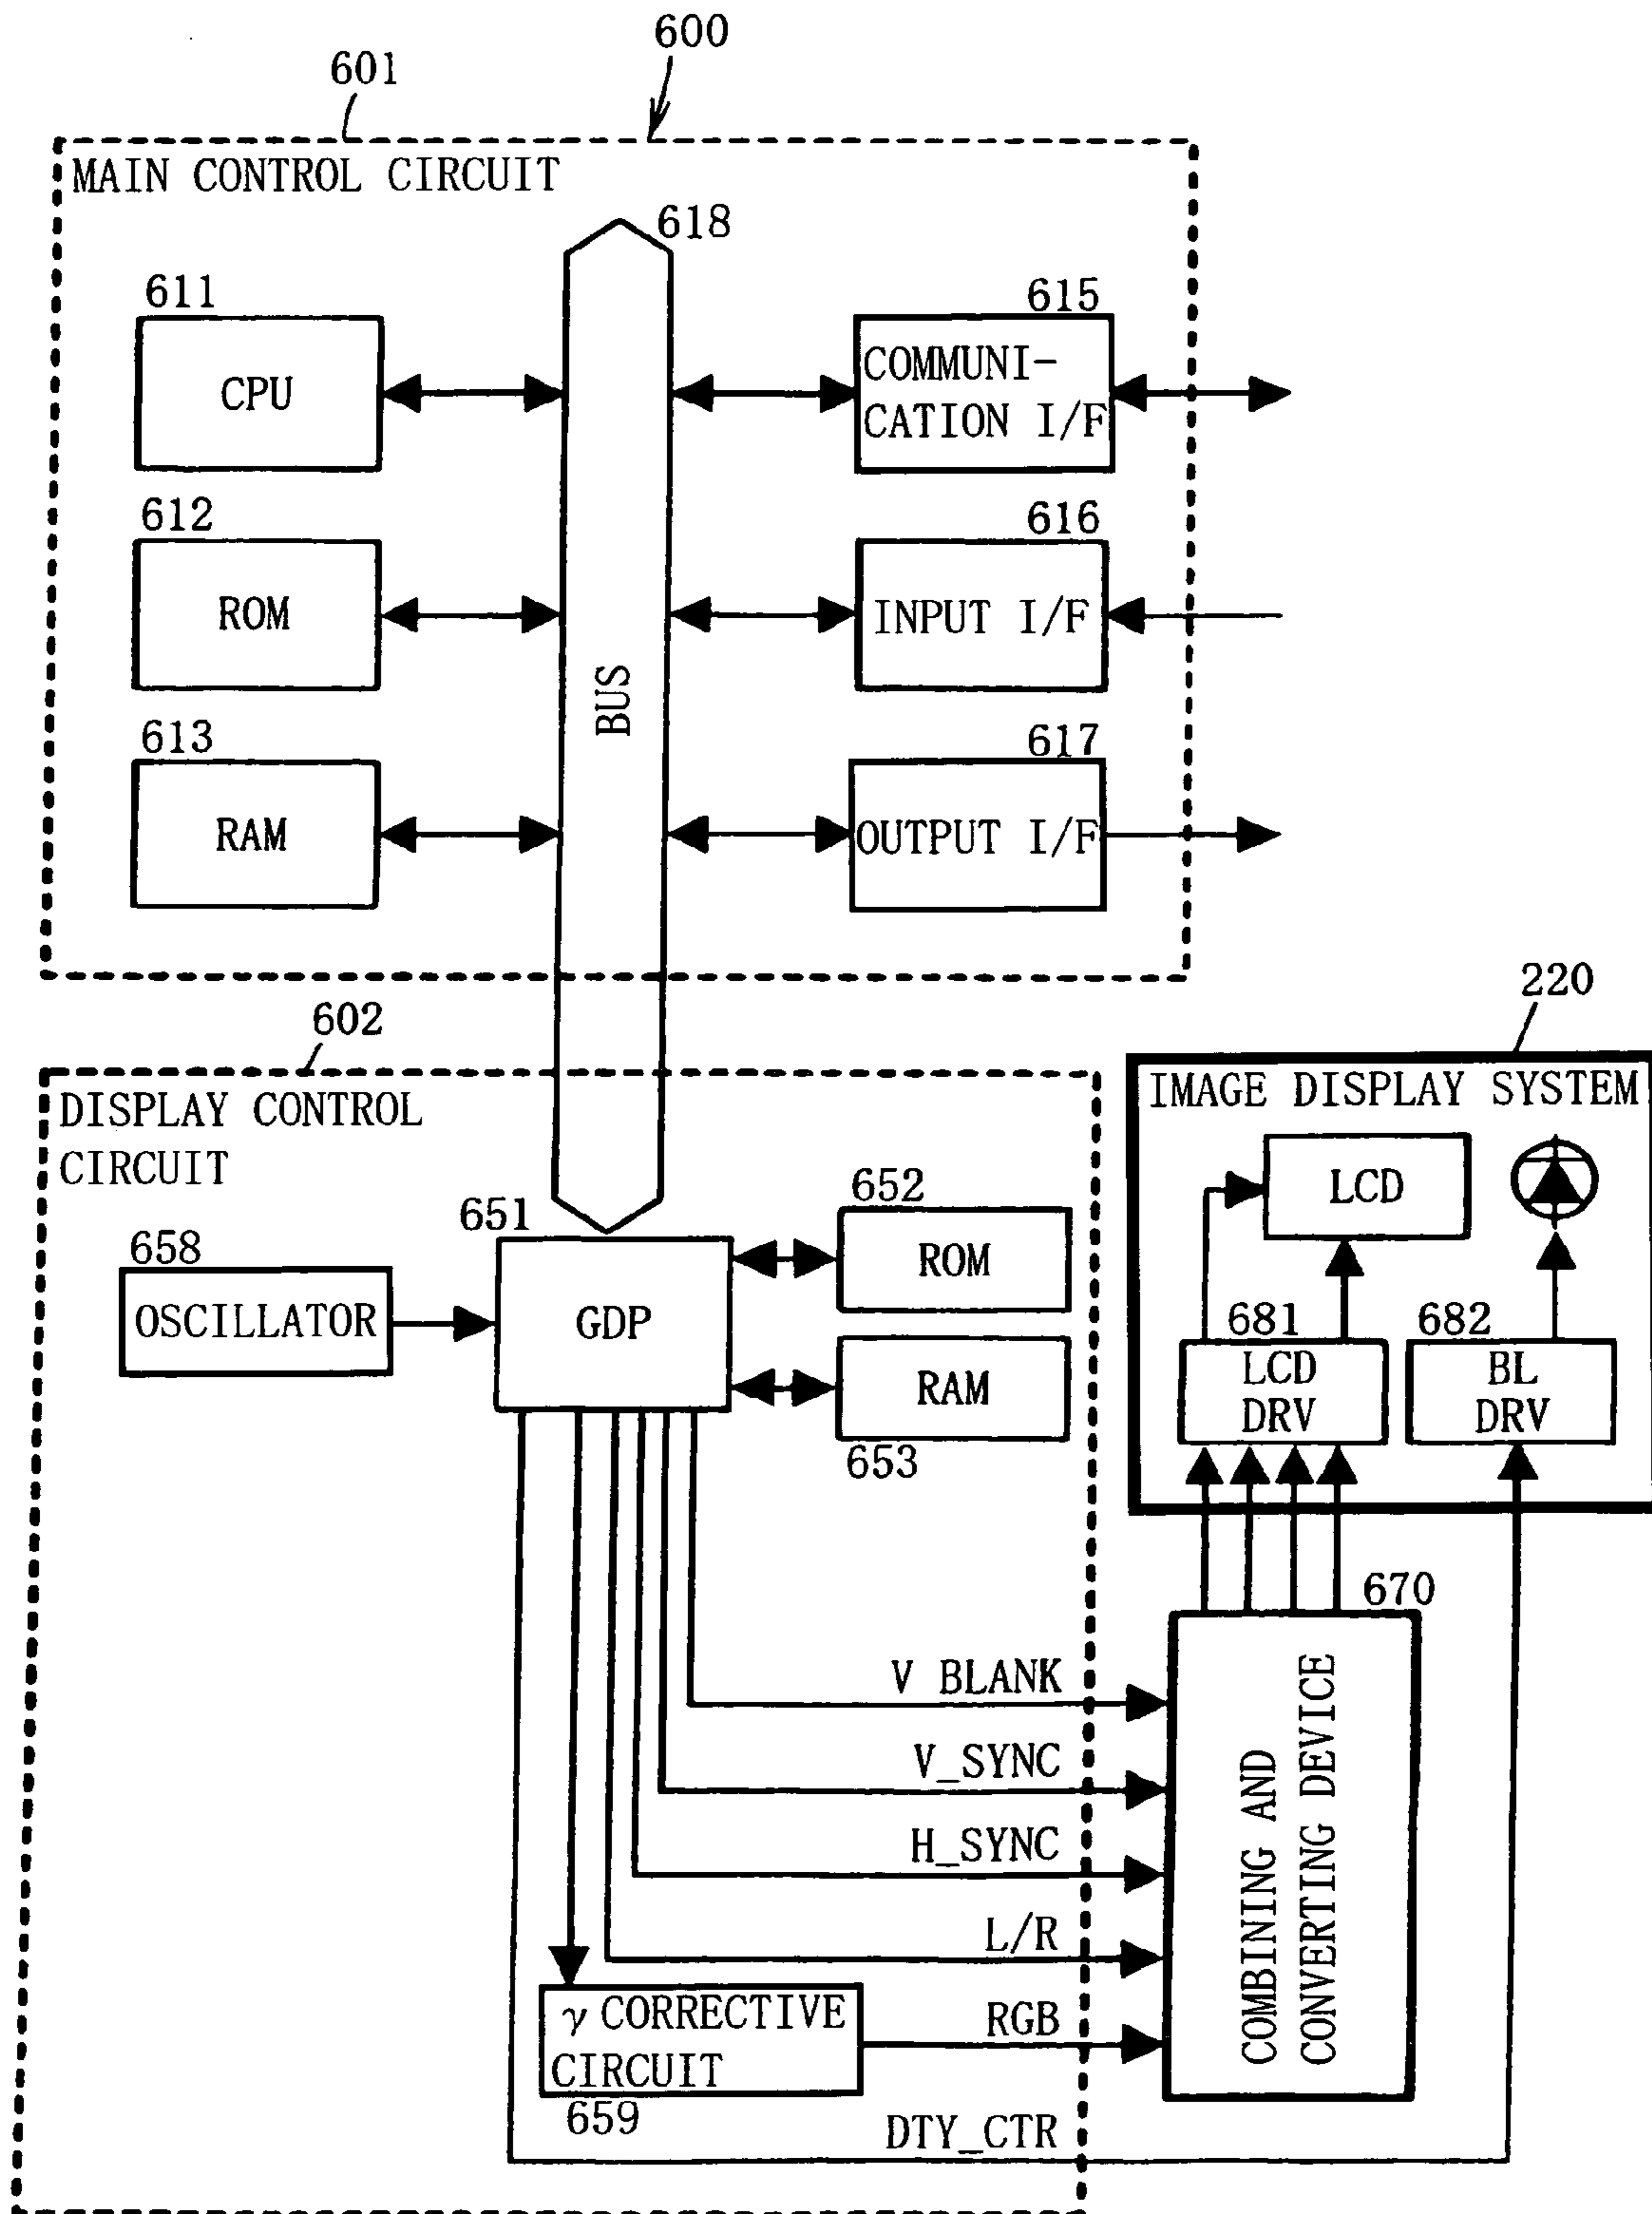 600
601
MAIN CONTROL CIRCUIT
618
611
615
CPU
COMMUNI-
CATION I/F
612
616
ROM
INPUT I/F
BUS
613
617
RAM
OUTPUT I/F
220
602
IMAGE DISPLAY SYSTEM
DISPLAY CONTROL
CIRCUIT
LCD
652
651
658
ROM
OSCILLATOR
GDP
681
682
LCD
DRV
BL
DRV
RAM
653
670
V BLANK
V_SYNC
H_SYNC
L/R
RGB
COMBINING AND
CONVERTING DEVICE
γ CORRECTIVE
CIRCUIT
659
DTY_CTR